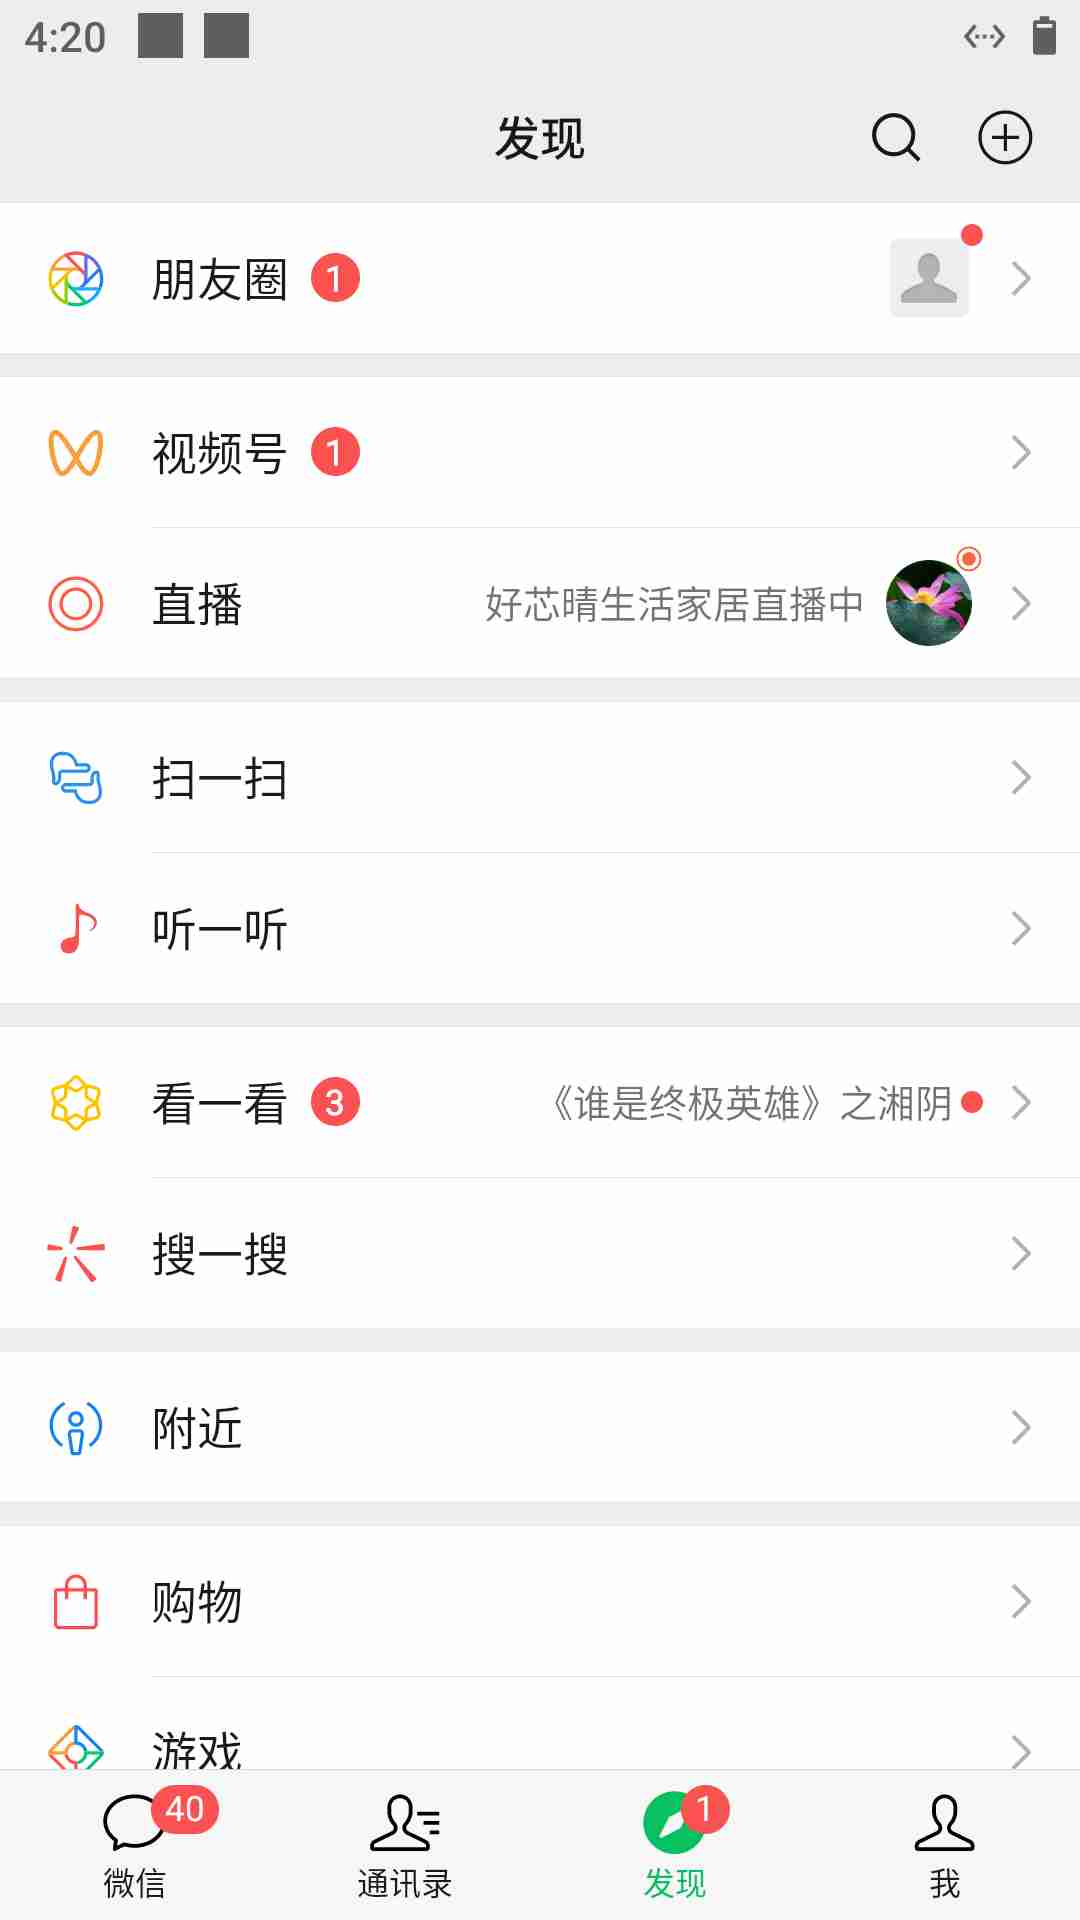 4:20
发现
朋友圈 1
视频号 1
直播 好芯晴生活家居直播中
扫一扫
听一听
看一看 3 《谁是终极英雄》之湘阴
搜一搜
附近
购物
游戏
40 1
微信 通讯录 发现 我